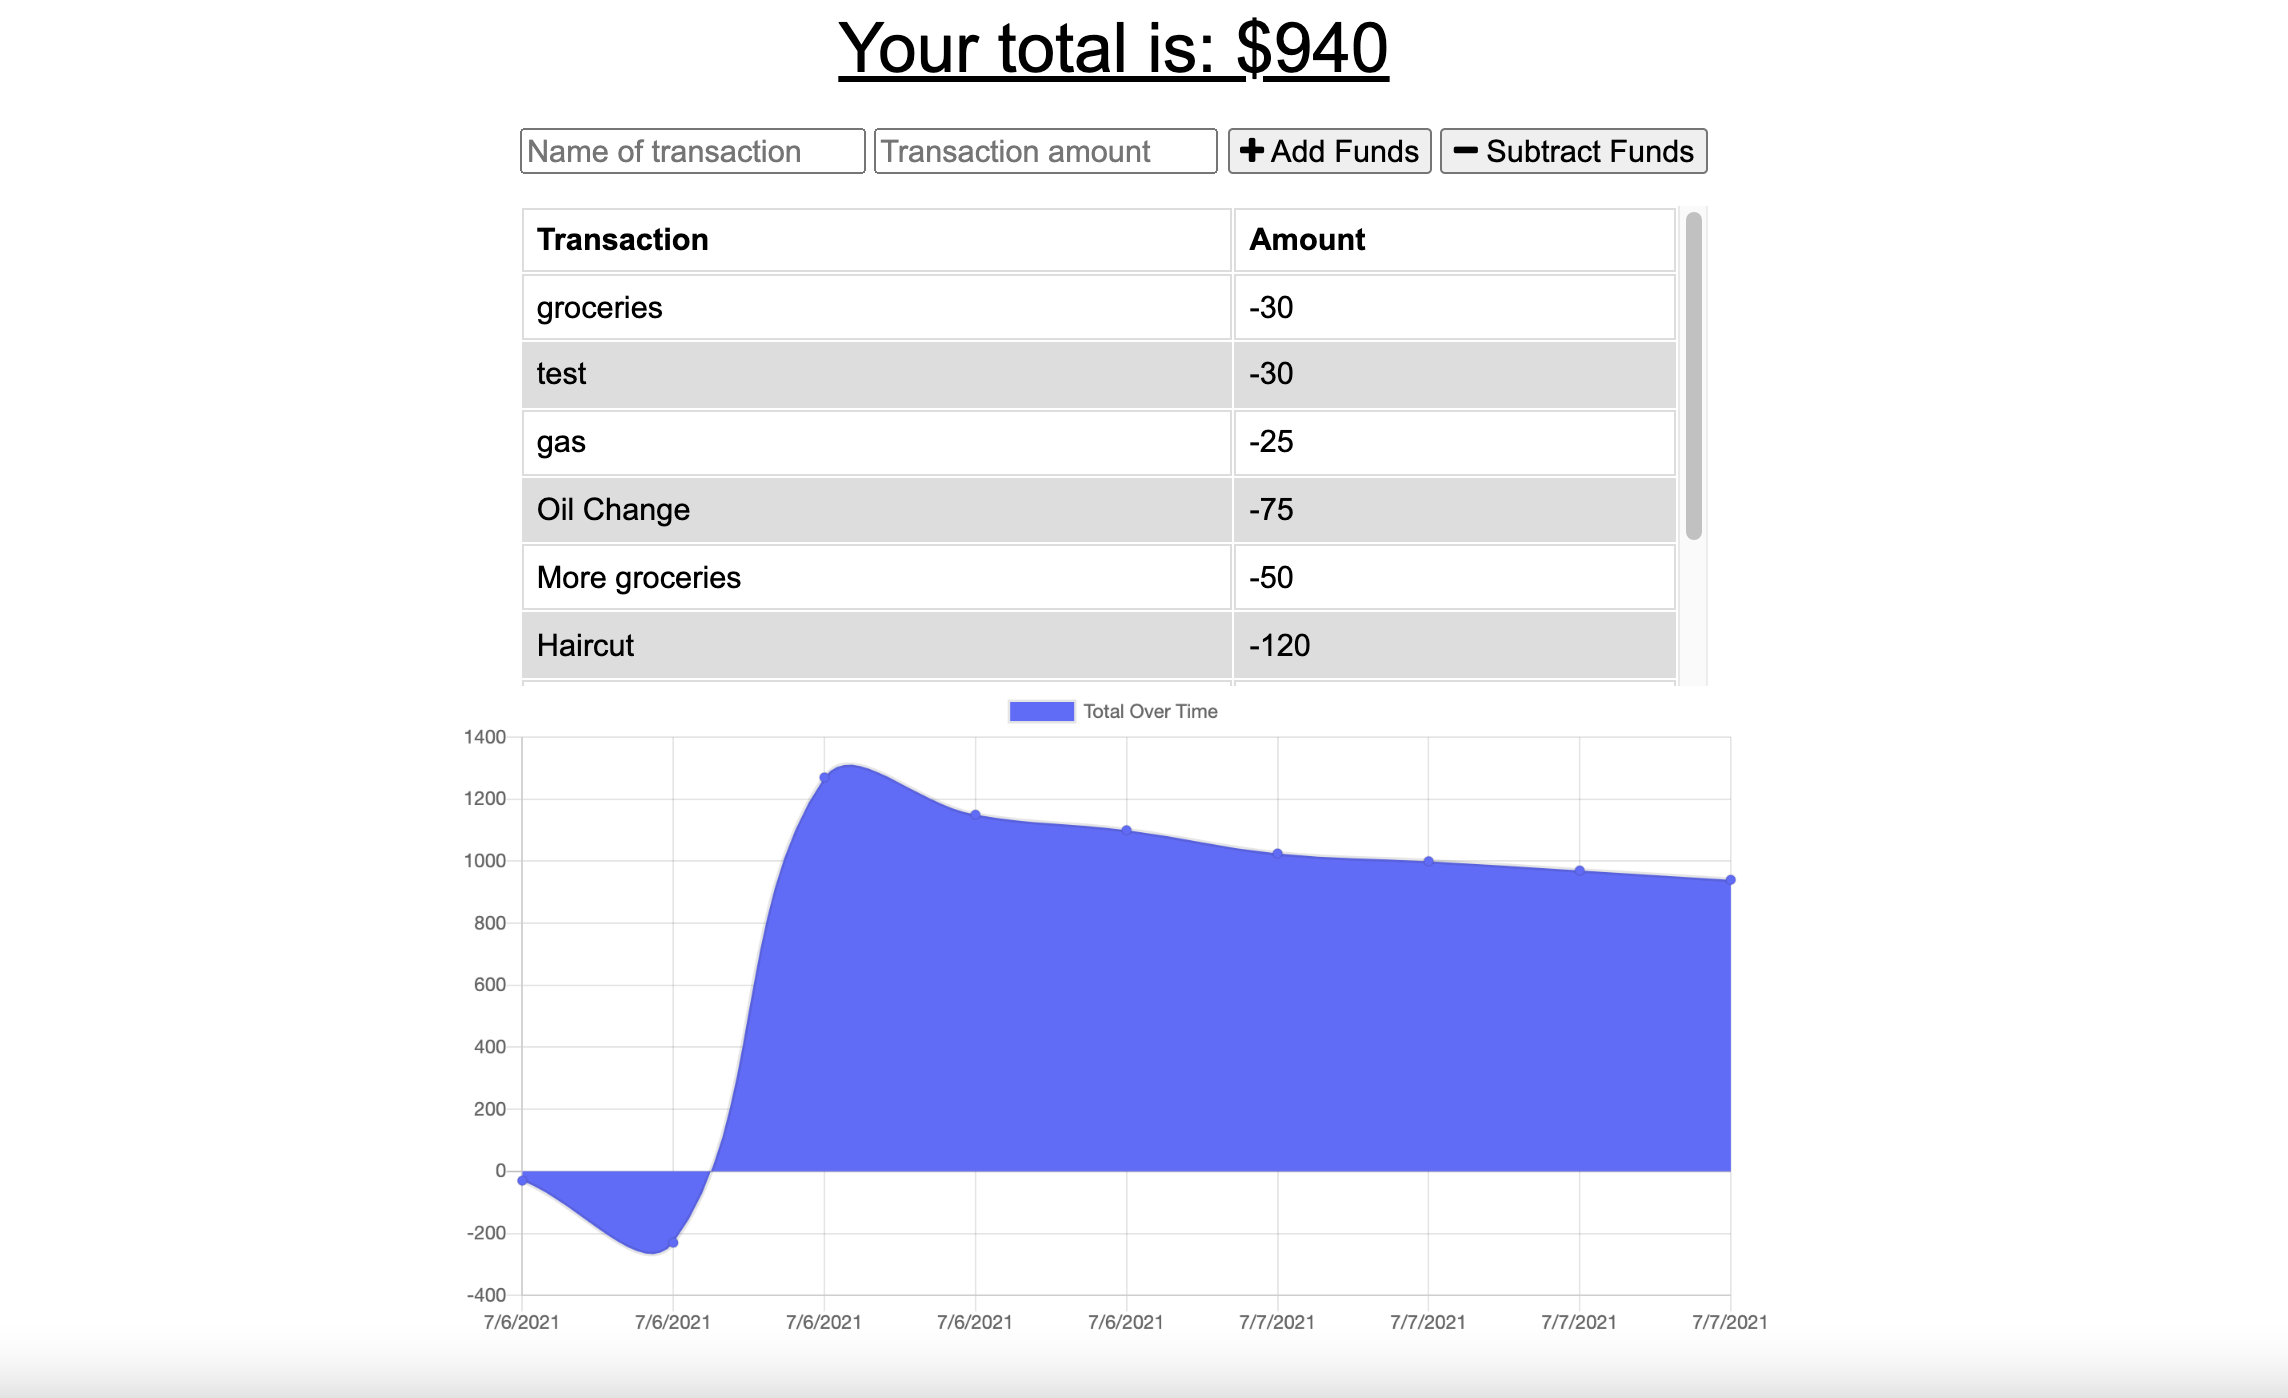 Your total is: $940
Name of transaction Transaction amount + Add Funds − Subtract Funds
Transaction Amount
groceries -30
test -30
gas -25
Oil Change -75
More groceries -50
Haircut -120
Total Over Time
1400
1200
1000
800
600
400
200
0
-200
-400
7/6/2021 7/6/2021 7/6/2021 7/6/2021 7/6/2021 7/7/2021 7/7/2021 7/7/2021 7/7/2021